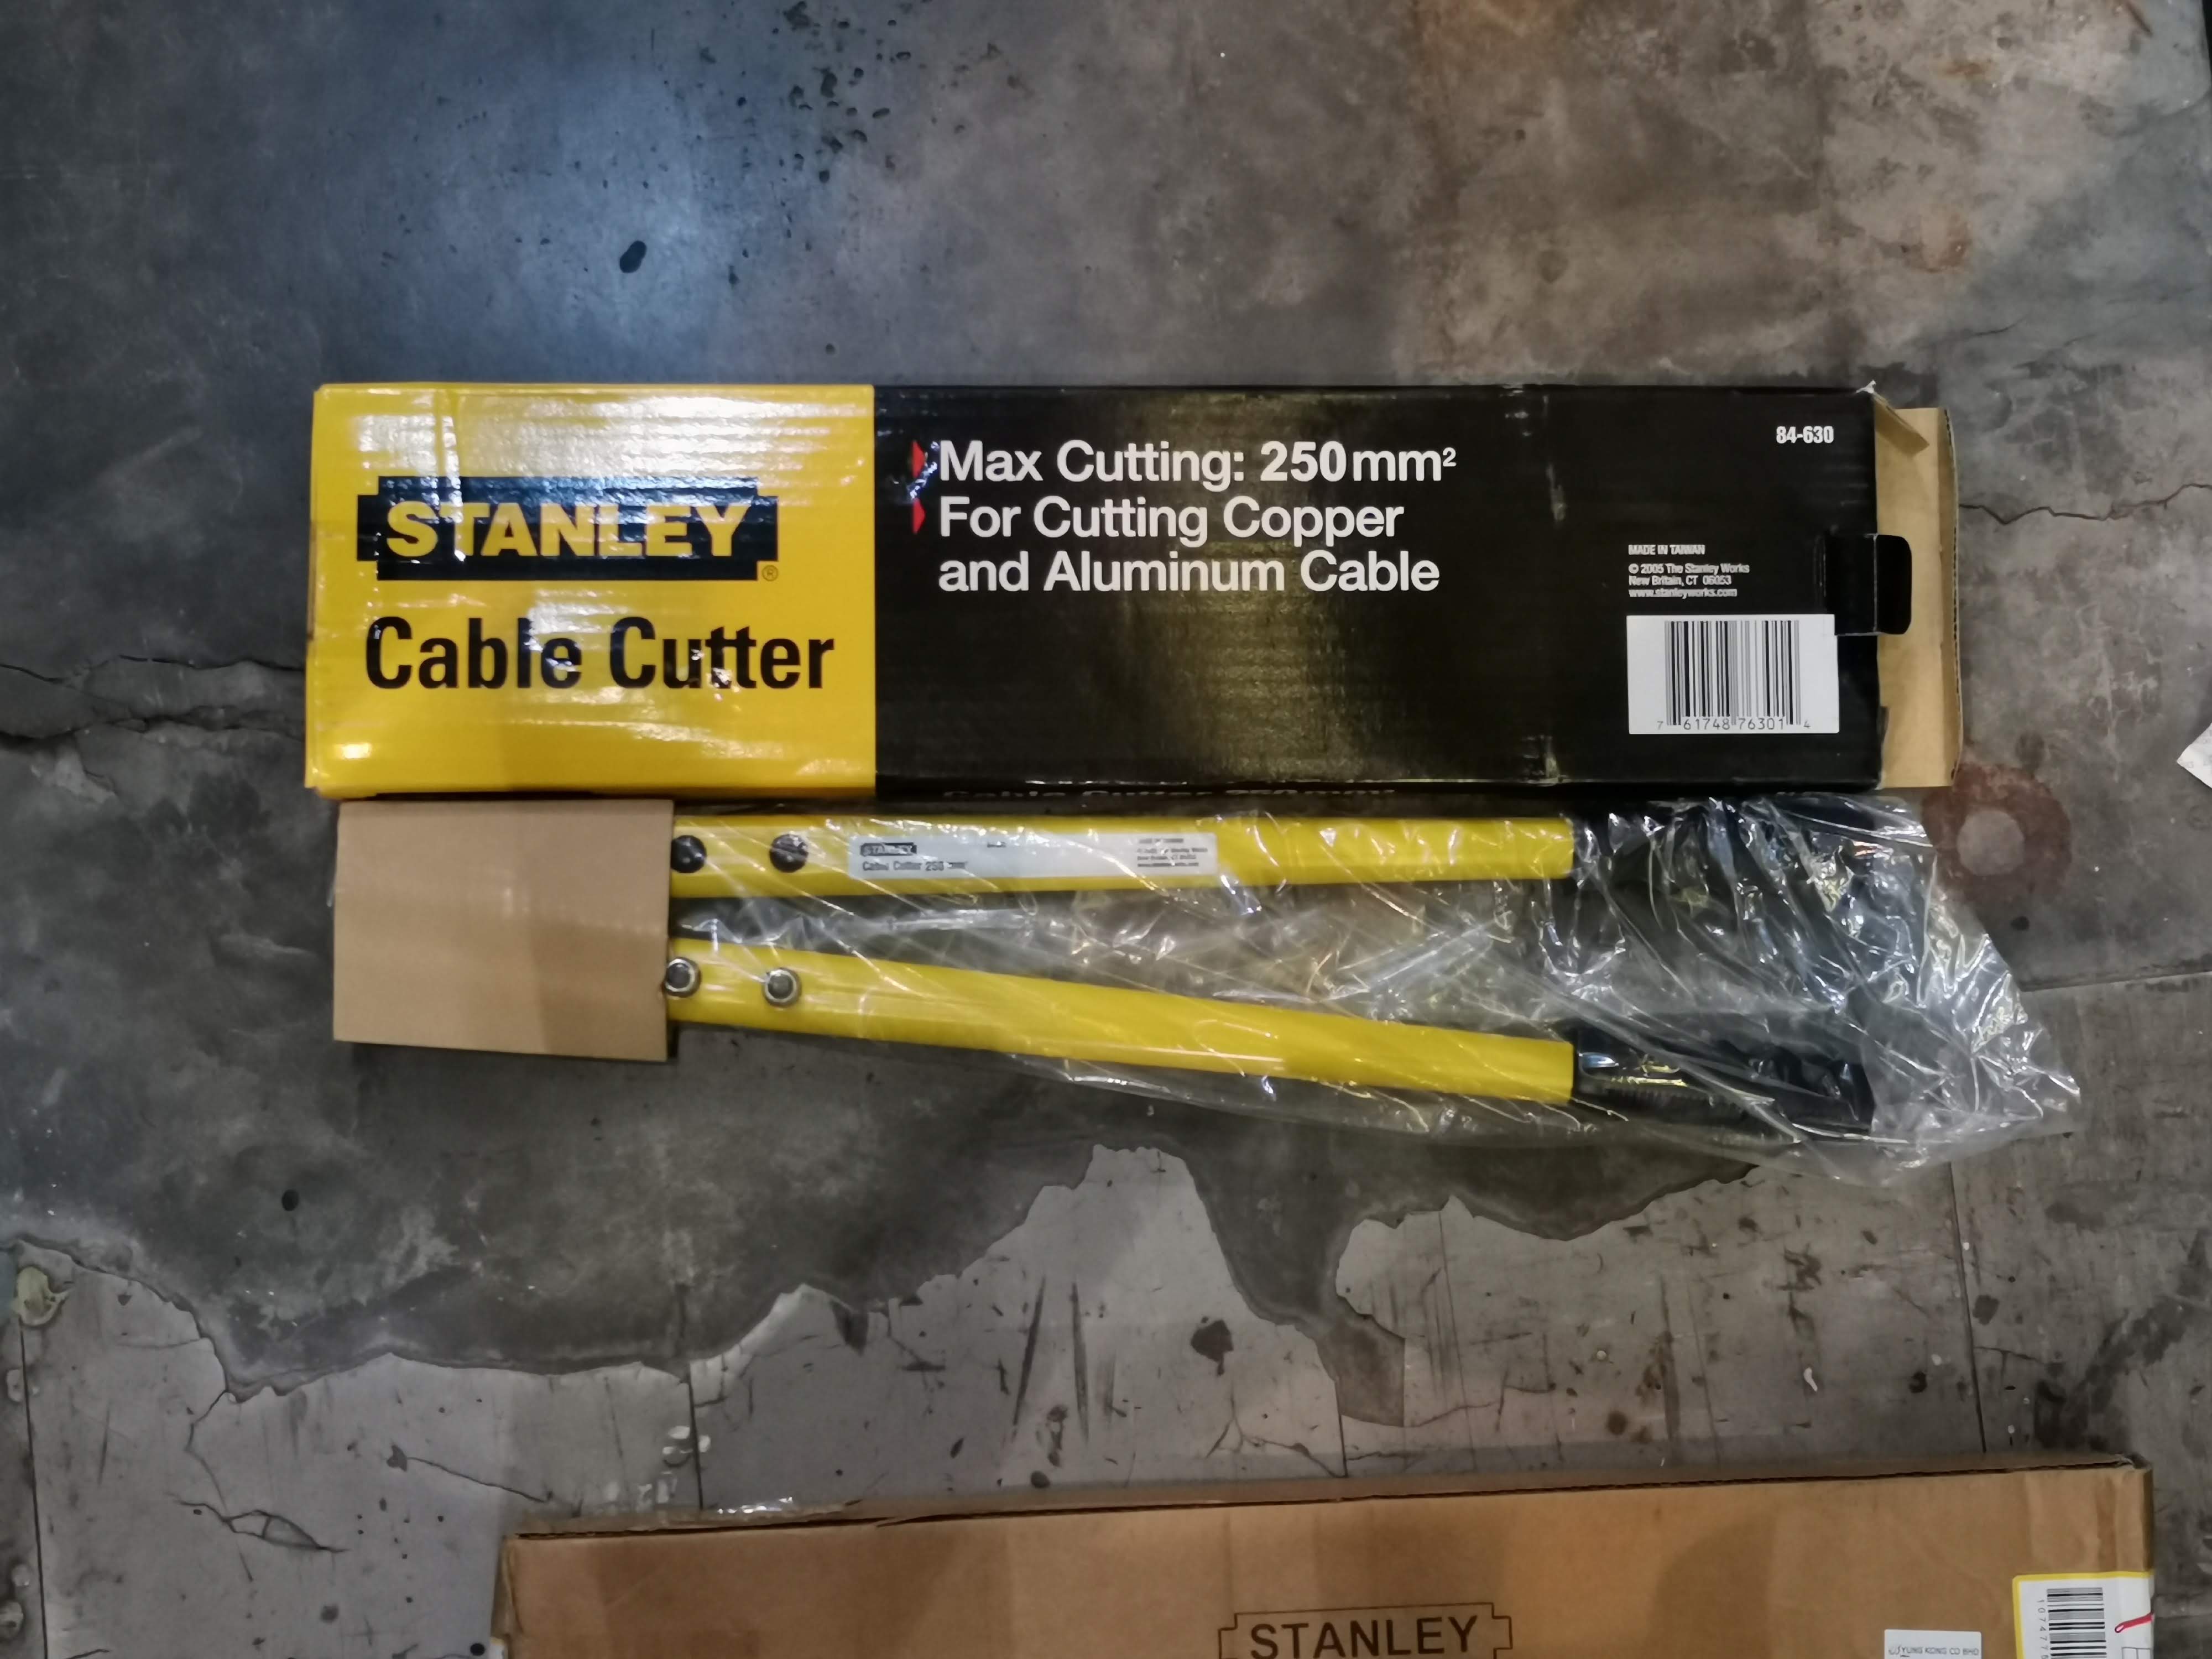 STANLEY
®
Cable Cutter
Max Cutting: 250mm²
For Cutting Copper
and Aluminum Cable
84-630
MADE IN TAIWAN
© 2005 The Stanley Works
New Britain, CT 06053
www.stanleyworks.com
7 61748 76301 4
STANLEY
Cable Cutter 250 mm²
STANLEY
YUNG KONG CO BHD